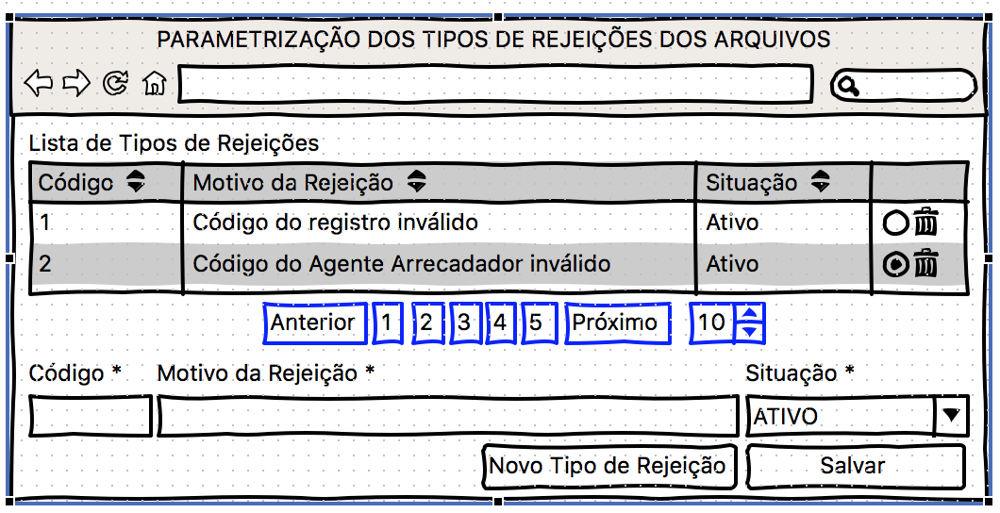 PARAMETRIZAÇÃO DOS TIPOS DE REJEIÇÕES DOS ARQUIVOS
Lista de Tipos de Rejeições
Código Motivo da Rejeição Situação
1 Código do registro inválido Ativo
2 Código do Agente Arrecadador inválido Ativo
Anterior 1 2 3 4 5 Próximo 10
Código * Motivo da Rejeição * Situação *
ATIVO
Novo Tipo de Rejeição Salvar